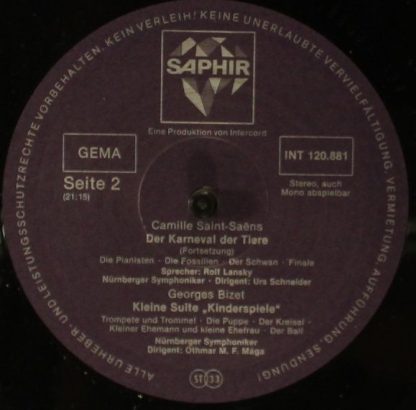 ALLE URHEBER- UND LEISTUNGSSCHUTZRECHTE VORBEHALTEN. KEIN VERLEIH! KEINE UNERLAUBTE VERVIELFÄLTIGUNG, VERMIETUNG, AUFFÜHRUNG, SENDUNG!
SAPHIR
Eine Produktion von Intercord
GEMA
INT 120.881
Seite 2
(21:15)
Stereo, auch
Mono abspielbar
Camille Saint-Saëns
Der Karneval der Tiere
(Fortsetzung)
Die Pianisten · Die Fossilien · Der Schwan · Finale
Sprecher: Rolf Lansky
Nürnberger Symphoniker · Dirigent: Urs Schneider
Georges Bizet
Kleine Suite „Kinderspiele“
Trompete und Trommel · Die Puppe · Der Kreisel
Kleiner Ehemann und kleine Ehefrau · Der Ball
Nürnberger Symphoniker
Dirigent: Othmar M. F. Mága
ST 33